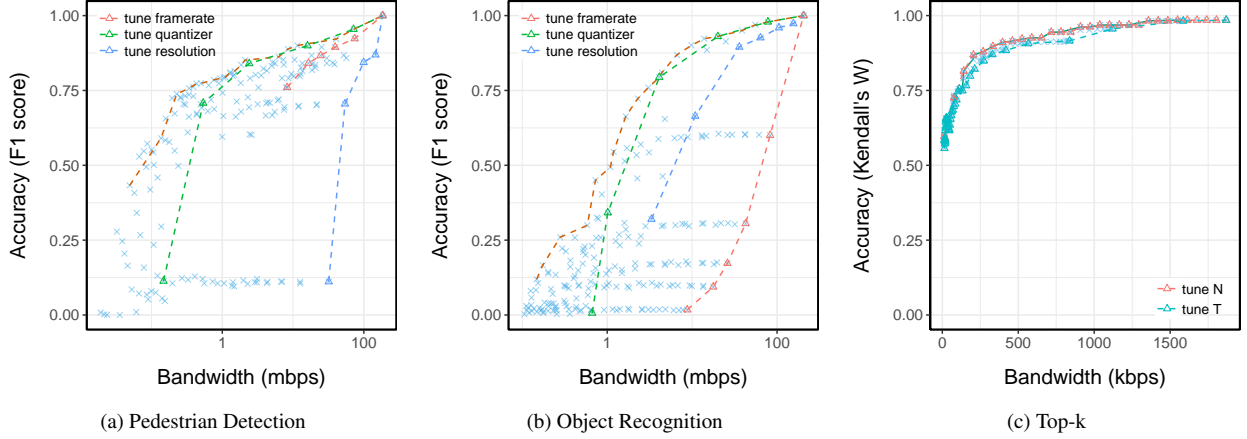 1.00
0.75
0.50
0.25
0.00
Accuracy (F1 score)
tune framerate
tune quantizer
tune resolution
1
100
Bandwidth (mbps)
(a) Pedestrian Detection
1.00
0.75
0.50
0.25
0.00
Accuracy (F1 score)
tune framerate
tune quantizer
tune resolution
1
100
Bandwidth (mbps)
(b) Object Recognition
1.00
0.75
0.50
0.25
0.00
Accuracy (Kendall's W)
tune N
tune T
0
500
1000
1500
Bandwidth (kbps)
(c) Top-k